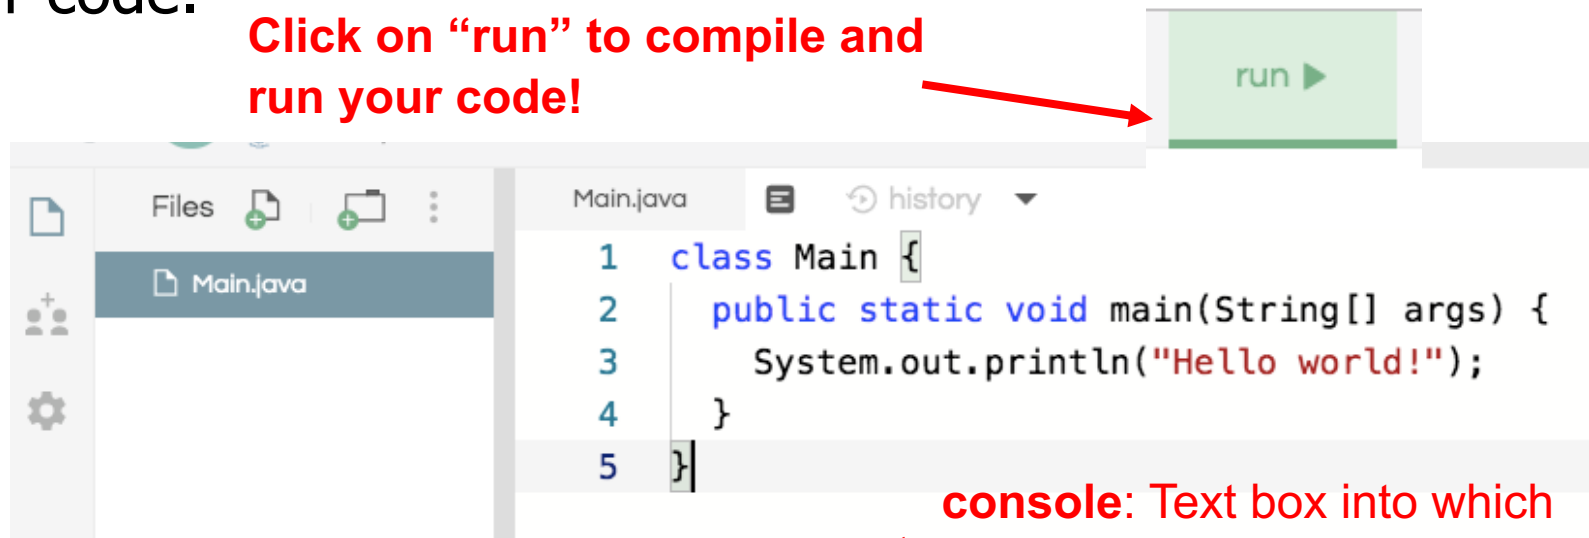 code.
Click on “run” to compile and
run your code!
run
Files
Main.java
Main.java
history
1 class Main {
2 public static void main(String[] args) {
3 System.out.println("Hello world!");
4 }
5 }
console: Text box into which